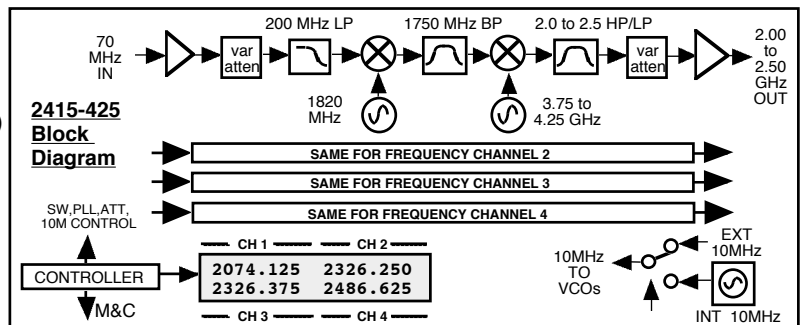 200 MHz LP
1750 MHz BP
2.0 to 2.5 HP/LP
70
MHz
IN
var
atten
var
atten
2.00
to
2.50
GHz
OUT
1820
MHz
3.75 to
4.25 GHz
2415-425
Block
Diagram
SAME FOR FREQUENCY CHANNEL 2
SAME FOR FREQUENCY CHANNEL 3
SAME FOR FREQUENCY CHANNEL 4
SW,PLL,ATT,
10M CONTROL
CONTROLLER
M&C
CH 1
CH 2
2074.125 2326.250
2326.375 2486.625
CH 3
CH 4
10MHz
TO
VCOs
EXT
10MHz
INT 10MHz